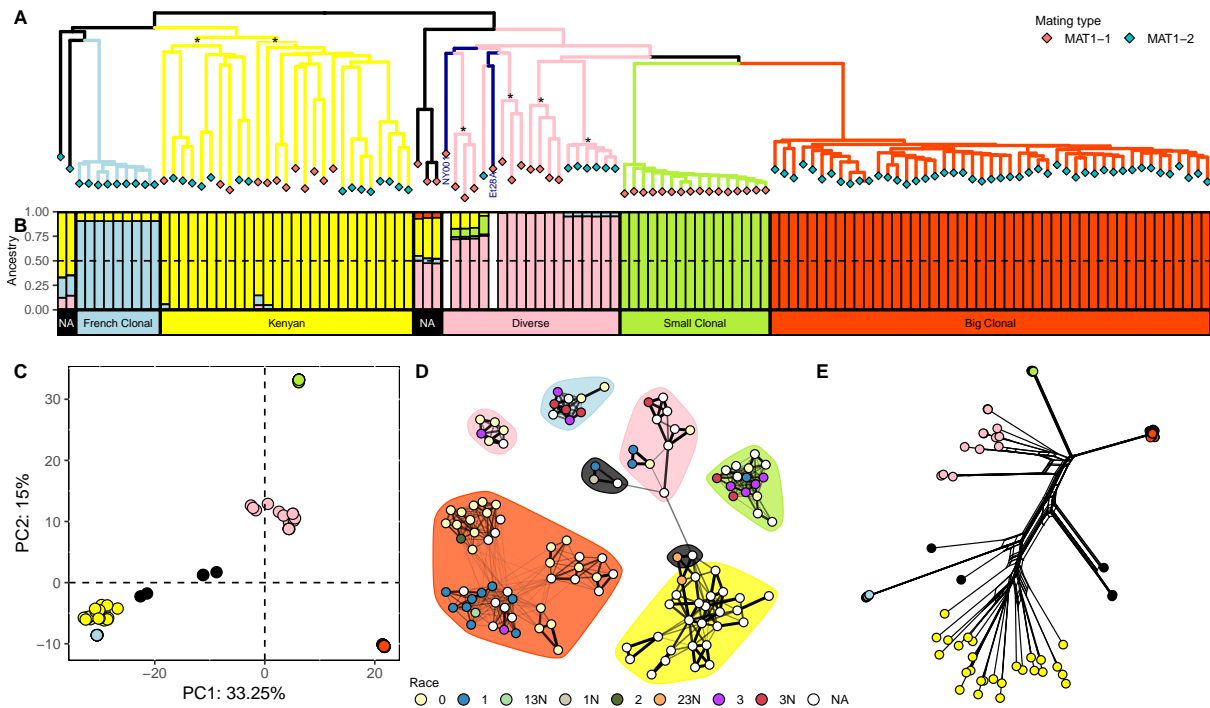 A
Mating type
MAT1−1
MAT1−2
*
*
*
*
*
*
NY001
Et28A
B
Ancestry
1.00
0.75
0.50
0.25
0.00
NA
French Clonal
Kenyan
NA
Diverse
Small Clonal
Big Clonal
C
PC2: 15%
30
20
10
0
−10
−20
0
20
PC1: 33.25%
D
E
Race
0
1
13N
1N
2
23N
3
3N
NA